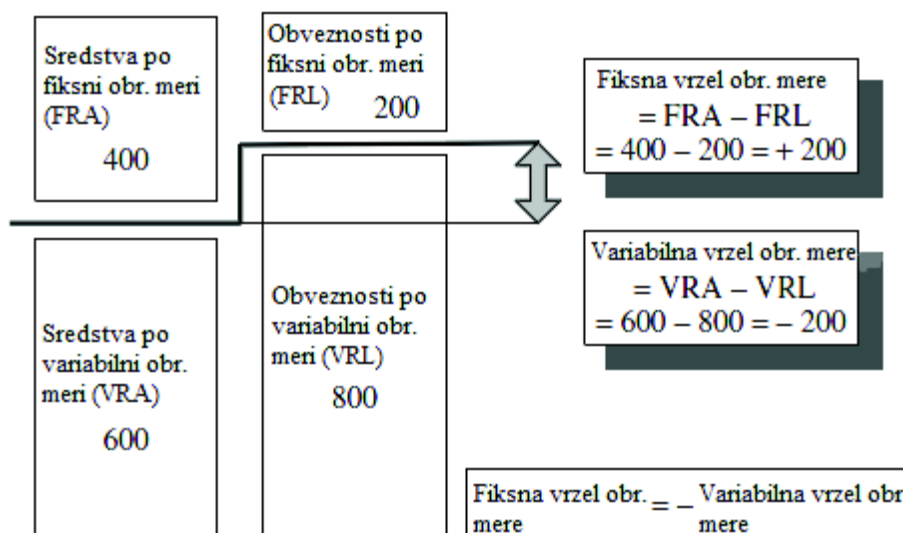 Sredstva po
fiksni obr. meri
(FRA)
400
Obveznosti po
fiksni obr. meri
(FRL)
200
Fiksna vrzel obr. mere
= FRA – FRL
= 400 – 200 = + 200
Variabilna vrzel obr. mere
= VRA – VRL
= 600 – 800 = – 200
Sredstva po
variabilni obr.
meri (VRA)
600
Obveznosti po
variabilni obr.
meri (VRL)
800
Fiksna vrzel obr. = – Variabilna vrzel obr
mere mere